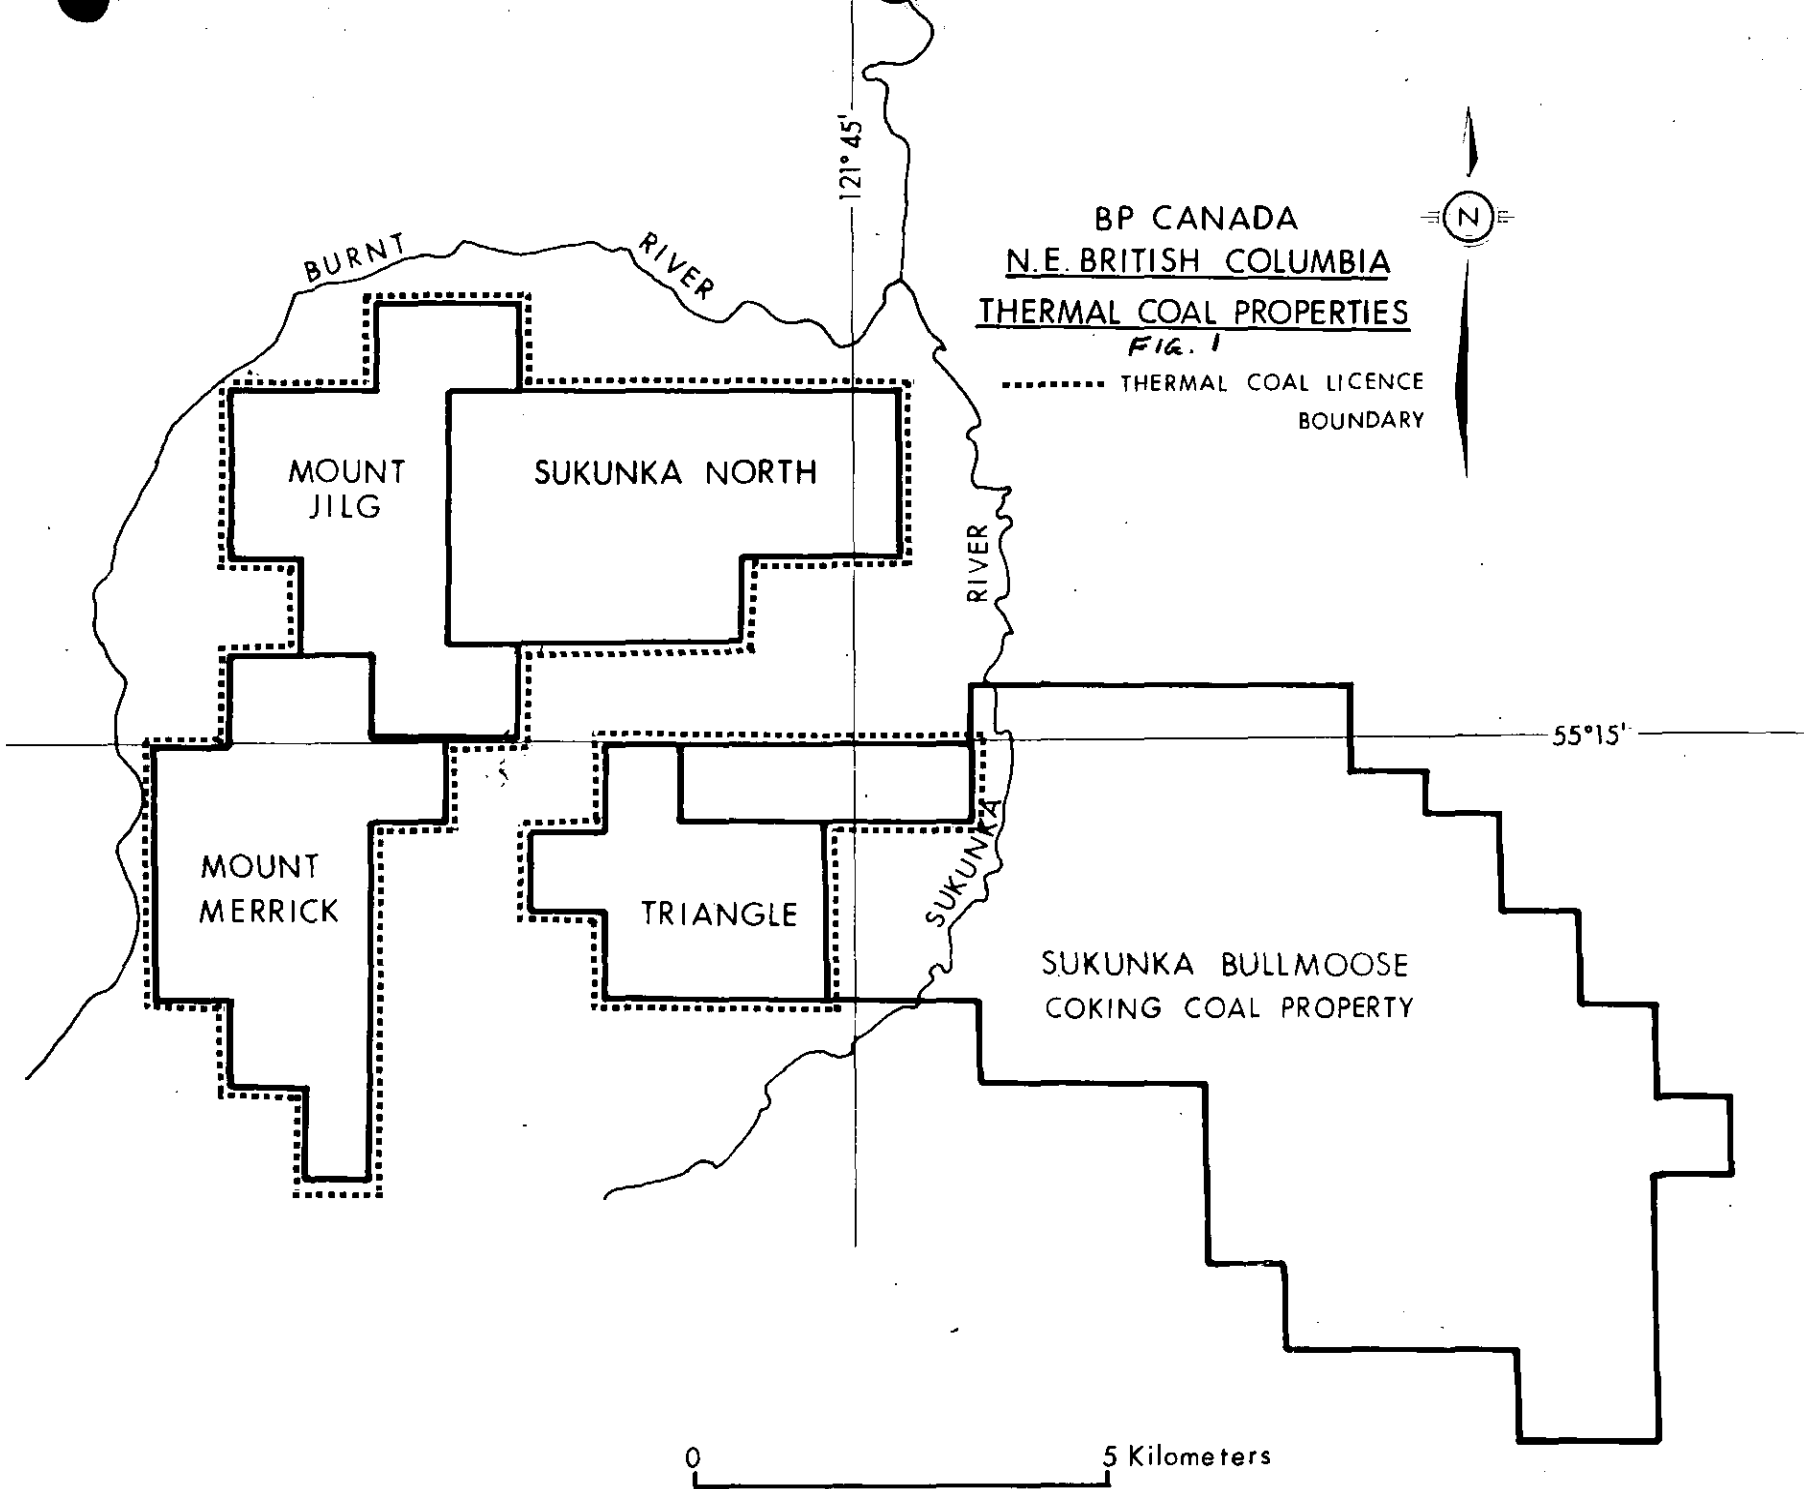 121° 45'
BP CANADA
N.E. BRITISH COLUMBIA
THERMAL COAL PROPERTIES
FIG. 1
THERMAL COAL LICENCE
BOUNDARY
N
BURNT
RIVER
MOUNT
JILG
SUKUNKA NORTH
RIVER
55°15'
MOUNT
MERRICK
TRIANGLE
SUKUNKA
SUKUNKA BULLMOOSE
COKING COAL PROPERTY
0
5 Kilometers